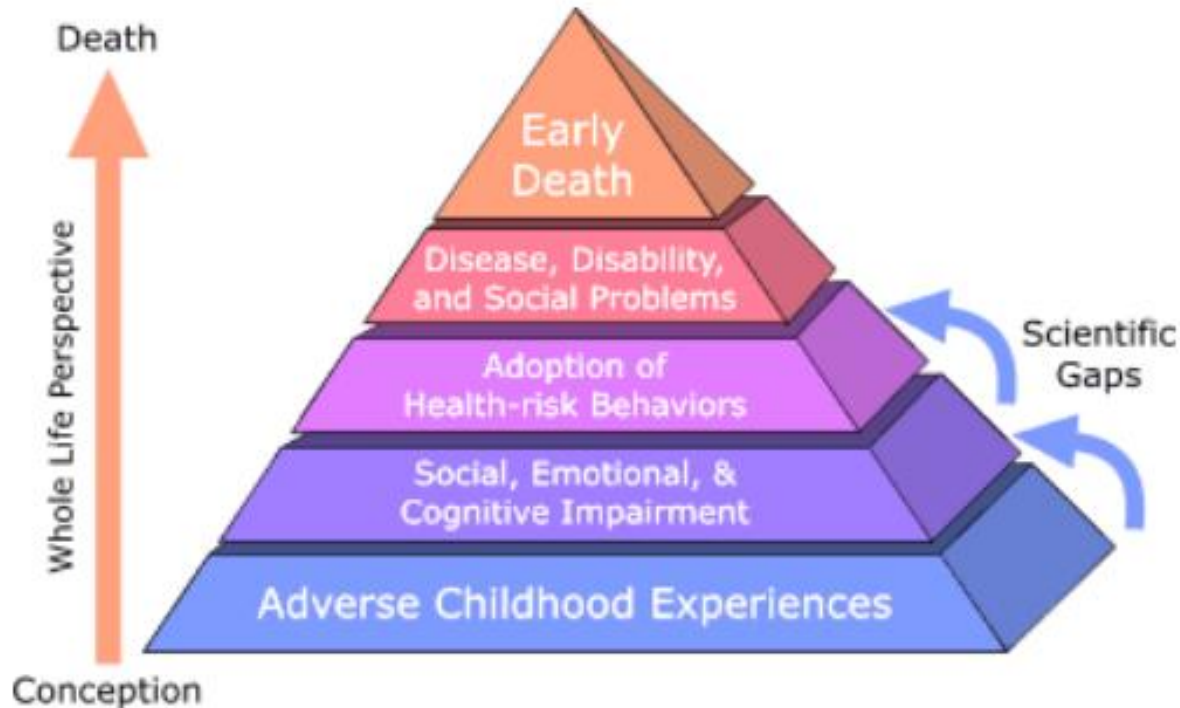 Death
Whole Life Perspective
Conception
Early
Death
Disease, Disability,
and Social Problems
Adoption of
Health-risk Behaviors
Social, Emotional, &
Cognitive Impairment
Adverse Childhood Experiences
Scientific
Gaps